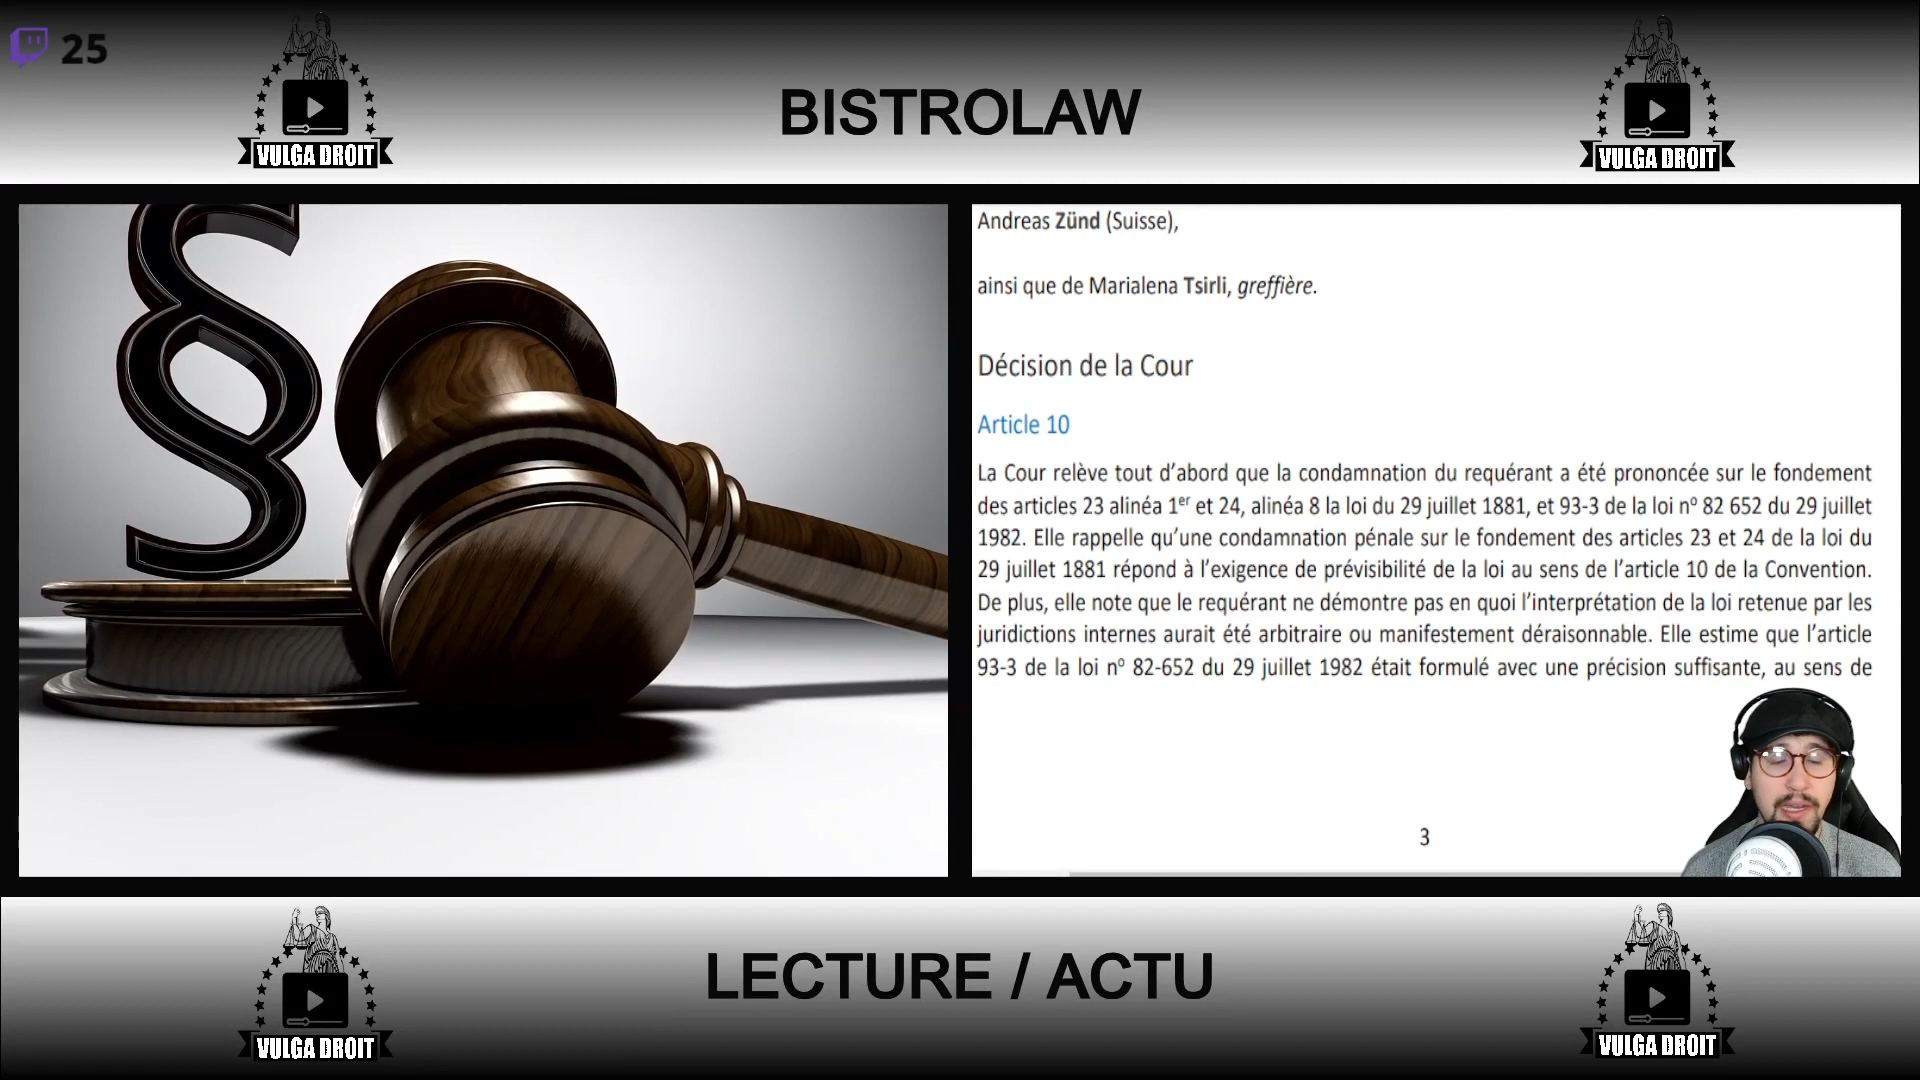 25
BISTROLAW
VULGA DROIT
VULGA DROIT
§
Andreas Zünd (Suisse),
ainsi que de Marialena Tsirli, greffière.
Décision de la Cour
Article 10
La Cour relève tout d’abord que la condamnation du requérant a été prononcée sur le fondement
des articles 23 alinéa 1er et 24, alinéa 8 la loi du 29 juillet 1881, et 93-3 de la loi nº 82 652 du 29 juillet
1982. Elle rappelle qu’une condamnation pénale sur le fondement des articles 23 et 24 de la loi du
29 juillet 1881 répond à l’exigence de prévisibilité de la loi au sens de l’article 10 de la Convention.
De plus, elle note que le requérant ne démontre pas en quoi l’interprétation de la loi retenue par les
juridictions internes aurait été arbitraire ou manifestement déraisonnable. Elle estime que l’article
93-3 de la loi nº 82-652 du 29 juillet 1982 était formulé avec une précision suffisante, au sens de
3
LECTURE / ACTU
VULGA DROIT
VULGA DROIT